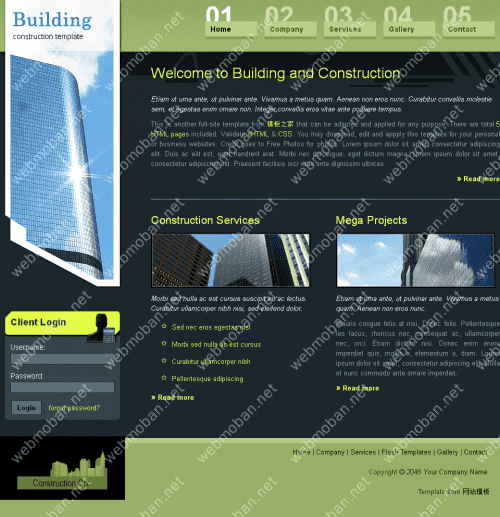 Building
construction template
01 02 03 04 05
Home Company Services Gallery Contact
Welcome to Building and Construction
Etiam ut urna ante, ut pulvinar ante. Vivamus a metus quam. Aenean non eros nunc. Curabitur convallis molestie
sem, et egestas enim ornare non. Integer convallis eros vitae ante posuere tempus.
This is another full-site template from 模板之家 that can be adapted and applied for any purpose. There are total 5
HTML pages included. Validate XHTML & CSS. You may download, edit and apply this template for your personal
or business websites. Credit goes to Free Photos for photos. Lorem ipsum dolor sit amet, consectetur adipiscing
elit. Duis ac elit est, eget hendrerit erat. Morbi nec dui augue, eget dictum magna. Lorem ipsum dolor sit amet,
consectetur adipiscing elit. Praesent facilisis orci vitae ante dignissim ultrices.
» Read more
Construction Services
Mega Projects
Morbi sed nulla ac est cursus suscipit eu ac lectus.
Curabitur ullamcorper nibh nisi, sed eleifend dolor.
Sed nec eros egestas nisl
Morbi sed nulla ac est cursus
Curabitur ullamcorper nibh
Pellentesque adipiscing
» Read more
Etiam ut urna ante, ut pulvinar ante. Vivamus a metus
quam. Aenean non eros nunc.
Mauris congue felis at nisi. Donec felis. Pellentesque
leo lacus, rhoncus nec, consequat ac, ullamcorper
nec, orci. Etiam dictum nisi. Donec enim enim,
imperdiet quis, mollis a, elementum a, diam. Lorem
ipsum dolor sit amet, consectetur adipiscing elit. Nunc
et nunc commodo ante ornare imperdiet.
» Read more
Client Login
Username:
Password:
Login forgot password?
Construction Co.
Home | Company | Services | Flash Templates | Gallery | Contact
Copyright © 2048 Your Company Name
Template from 网站模板
webmoban.net